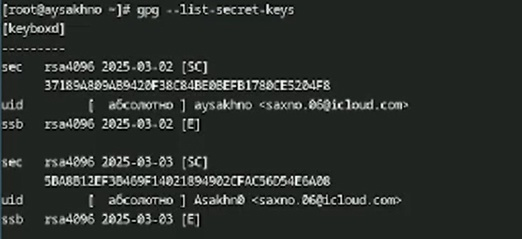 [root@aysakhno ~]# gpg --list-secret-keys
[keyboxd]
---------
sec   rsa4096 2025-03-02 [SC]
      37189A809AB9420F38C84BE0BEFB1780CE5204F8
uid         [  абсолютно ] aysakhno <saxno.06@icloud.com>
ssb   rsa4096 2025-03-02 [E]

sec   rsa4096 2025-03-03 [SC]
      5BA8B12EF3B469F14021894902CFAC56D54E6A08
uid         [  абсолютно ] Asakhn0 <saxno.06@icloud.com>
ssb   rsa4096 2025-03-03 [E]